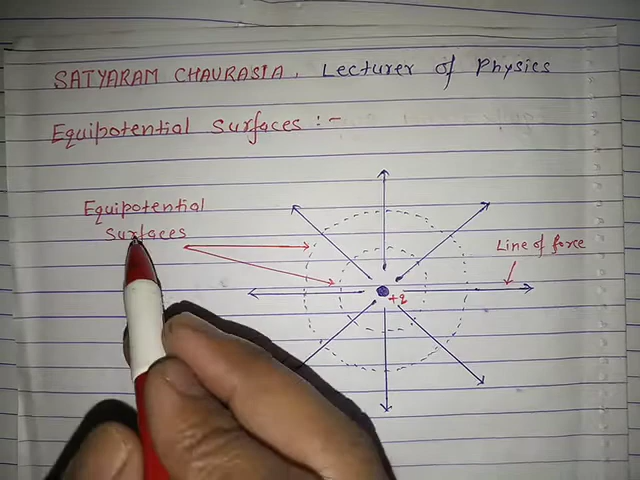 SATYARAM CHAURASIA. Lecturer of Physics
Equipotential Surfaces :-
Equipotential
Surfaces
Line of force
+q